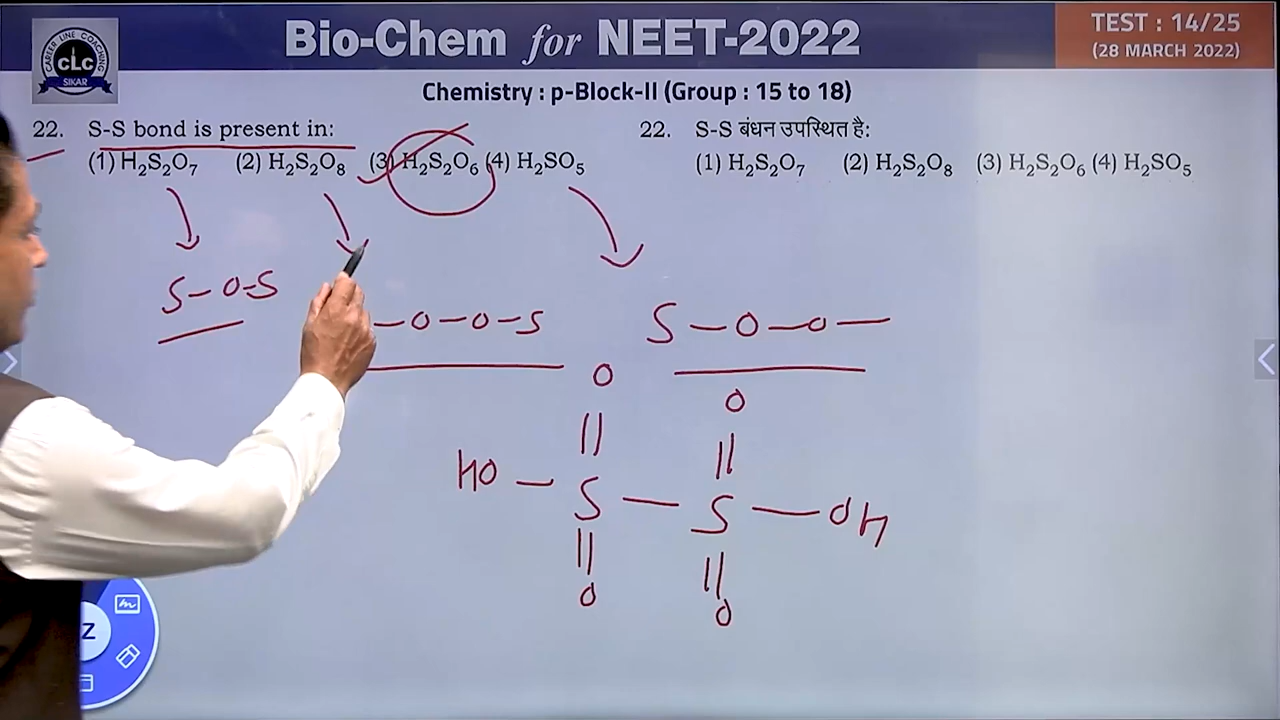 Bio-Chem for NEET-2022
TEST : 14/25
(28 MARCH 2022)
CAREER LINE COACHING
CLC
SIKAR
Chemistry : p-Block-II (Group : 15 to 18)
22. S-S bond is present in:
(1) H₂S₂O₇ (2) H₂S₂O₈ (3) H₂S₂O₆ (4) H₂SO₅
22. S-S बंधन उपस्थित है:
(1) H₂S₂O₇ (2) H₂S₂O₈ (3) H₂S₂O₆ (4) H₂SO₅
S-O-S
-O-O-S
S-O-O-
O O
|| ||
HO-S-S-OH
|| ||
O O
Z